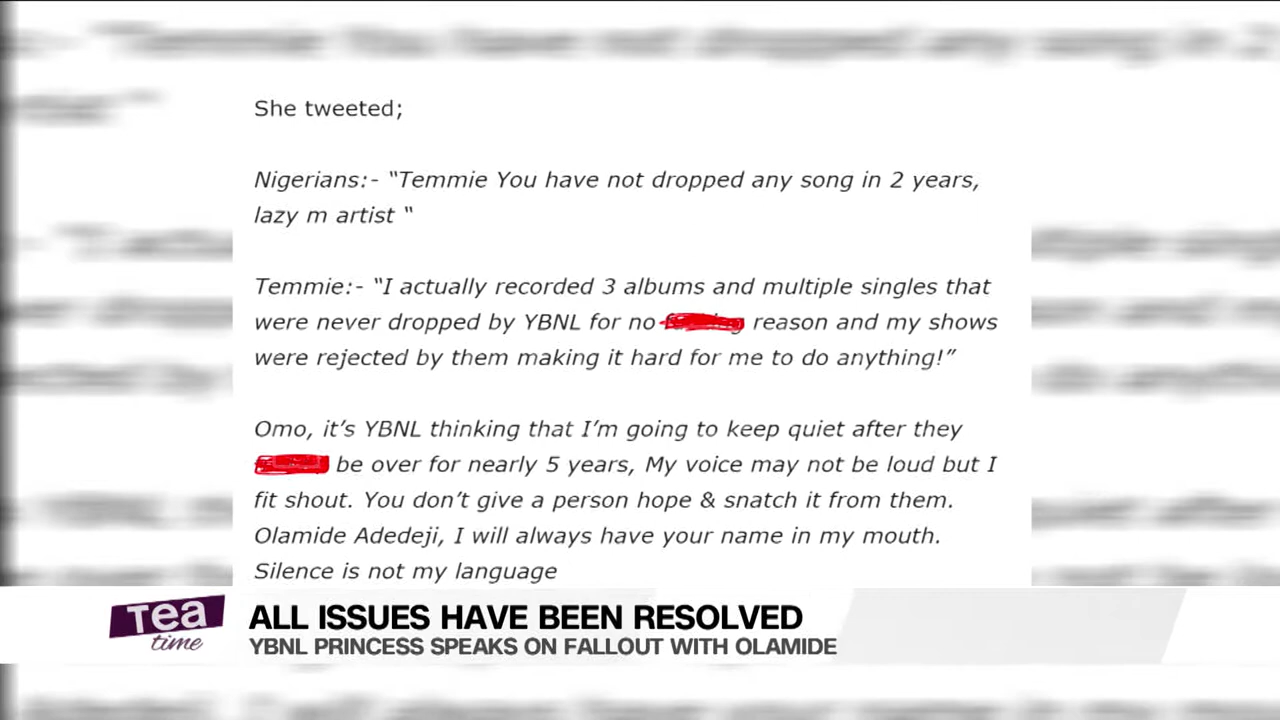 She tweeted;
Nigerians:- “Temmie You have not dropped any song in 2 years,
lazy m artist “
Temmie:- “I actually recorded 3 albums and multiple singles that
were never dropped by YBNL for no reason and my shows
were rejected by them making it hard for me to do anything!”
Omo, it’s YBNL thinking that I’m going to keep quiet after they
be over for nearly 5 years, My voice may not be loud but I
fit shout. You don’t give a person hope & snatch it from them.
Olamide Adedeji, I will always have your name in my mouth.
Silence is not my language
Tea
time
ALL ISSUES HAVE BEEN RESOLVED
YBNL PRINCESS SPEAKS ON FALLOUT WITH OLAMIDE